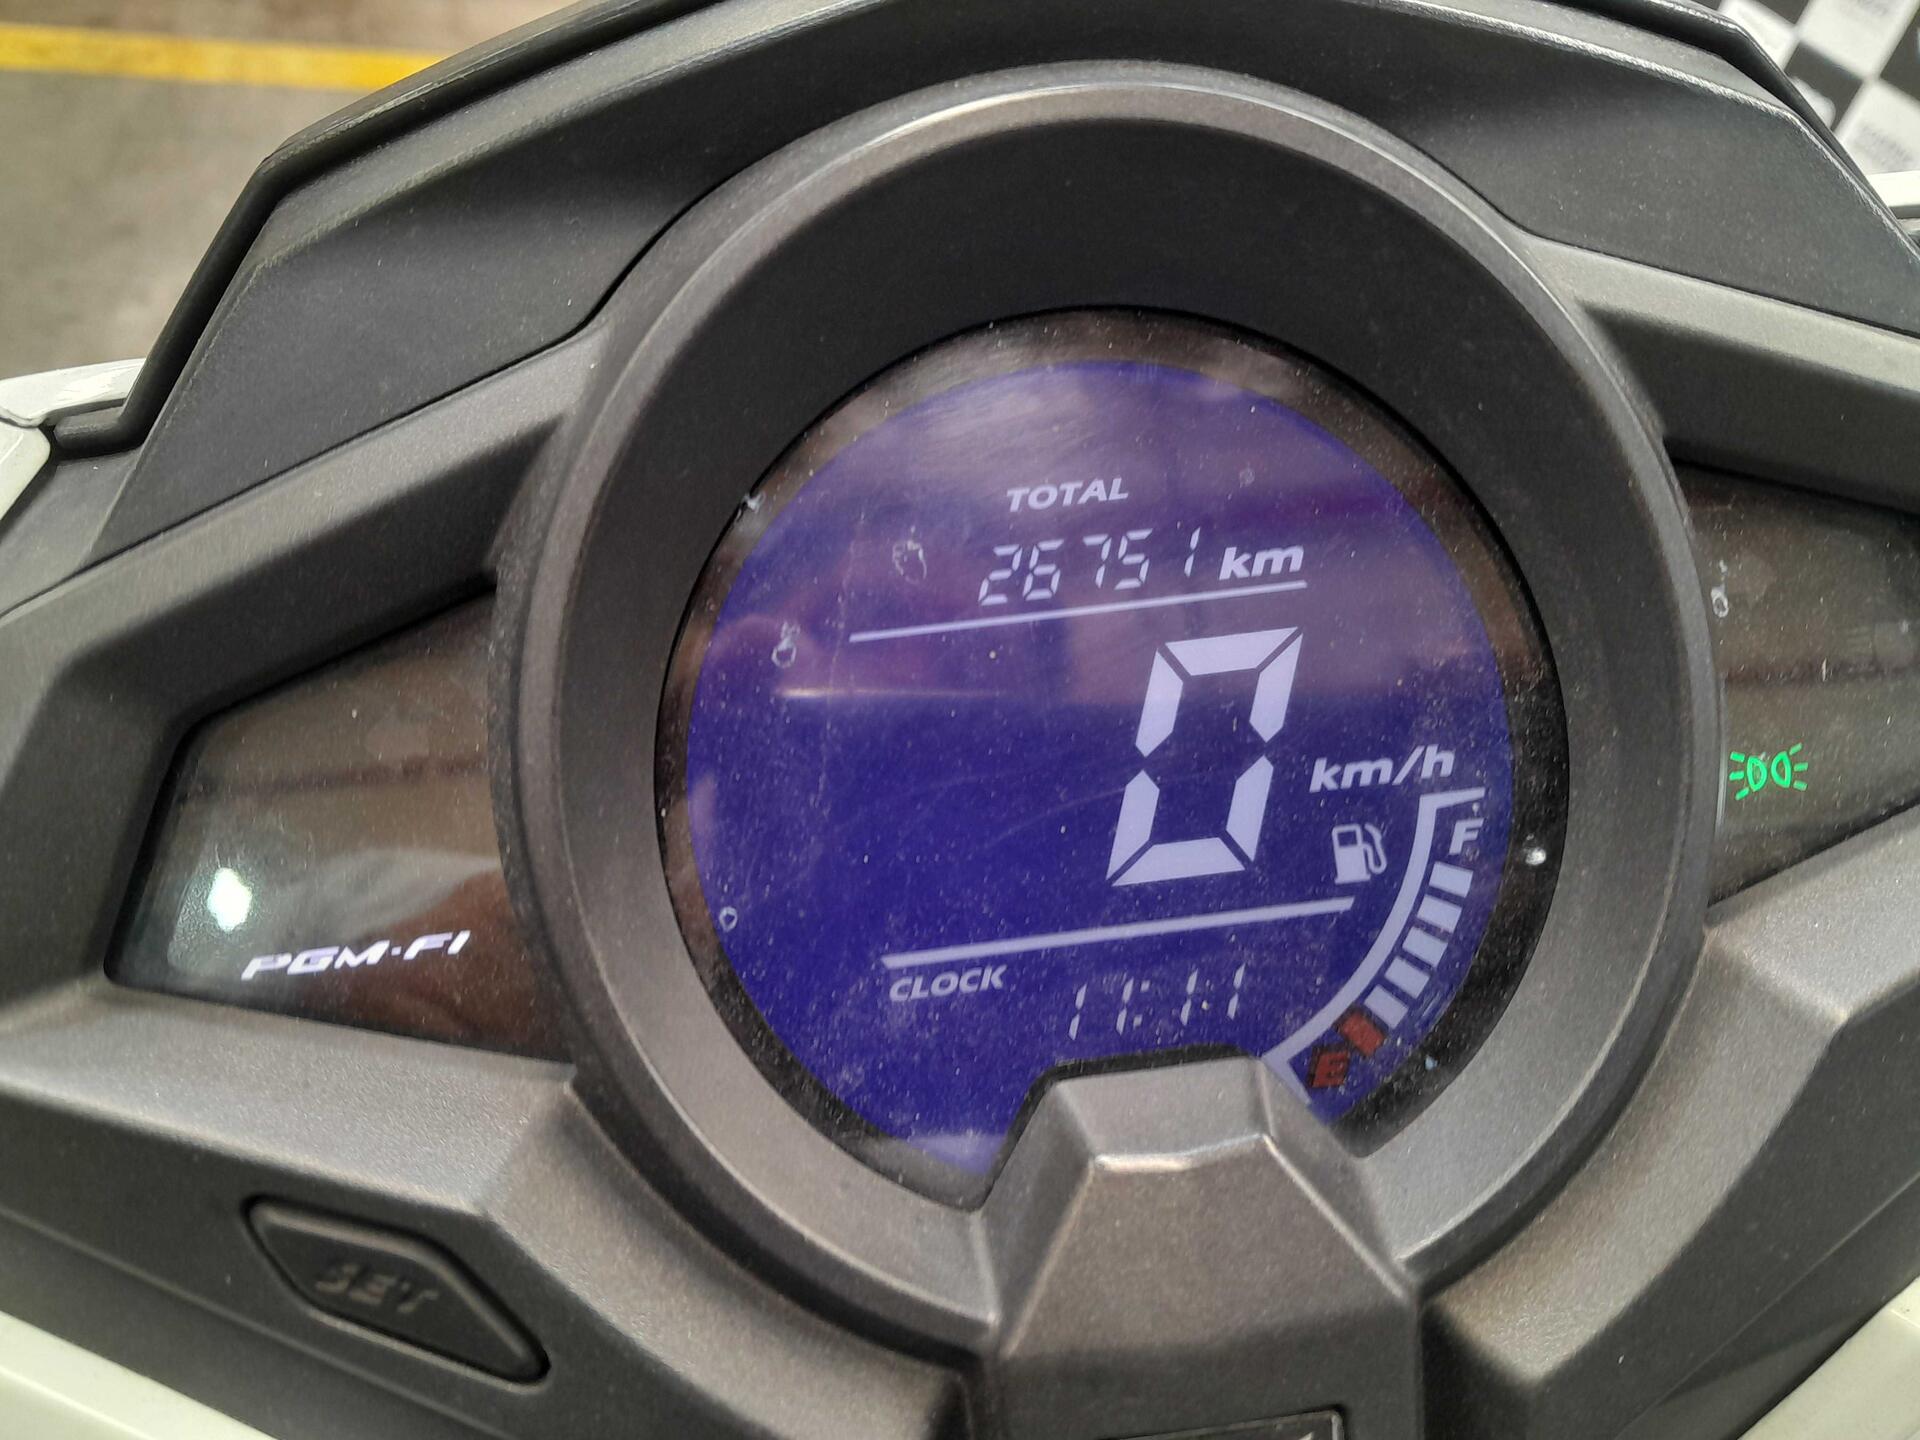 TOTAL
26751 km
0
km/h
F
E
CLOCK 11:11
PGM-FI
SET